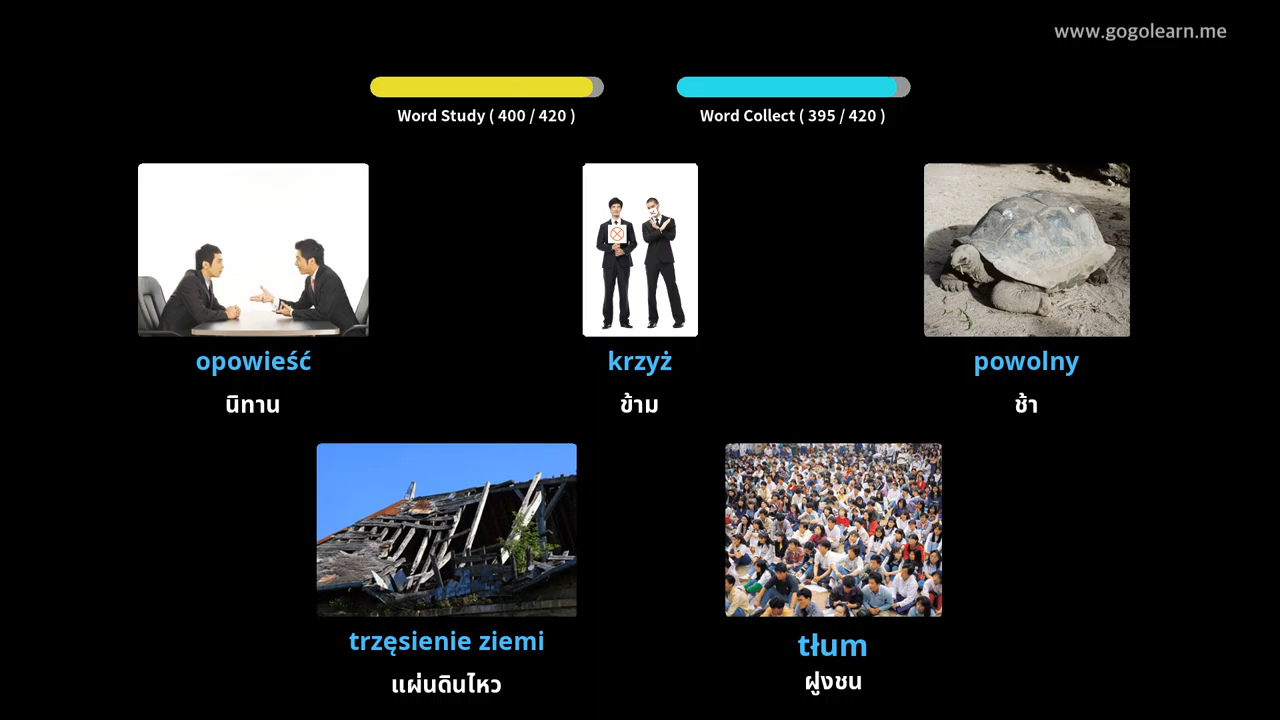 www.gogolearn.me
Word Study ( 400 / 420 )
Word Collect ( 395 / 420 )
opowieść
krzyż
powolny
นิทาน
ข้าม
ช้า
trzęsienie ziemi
tłum
แผ่นดินไหว
ฝูงชน